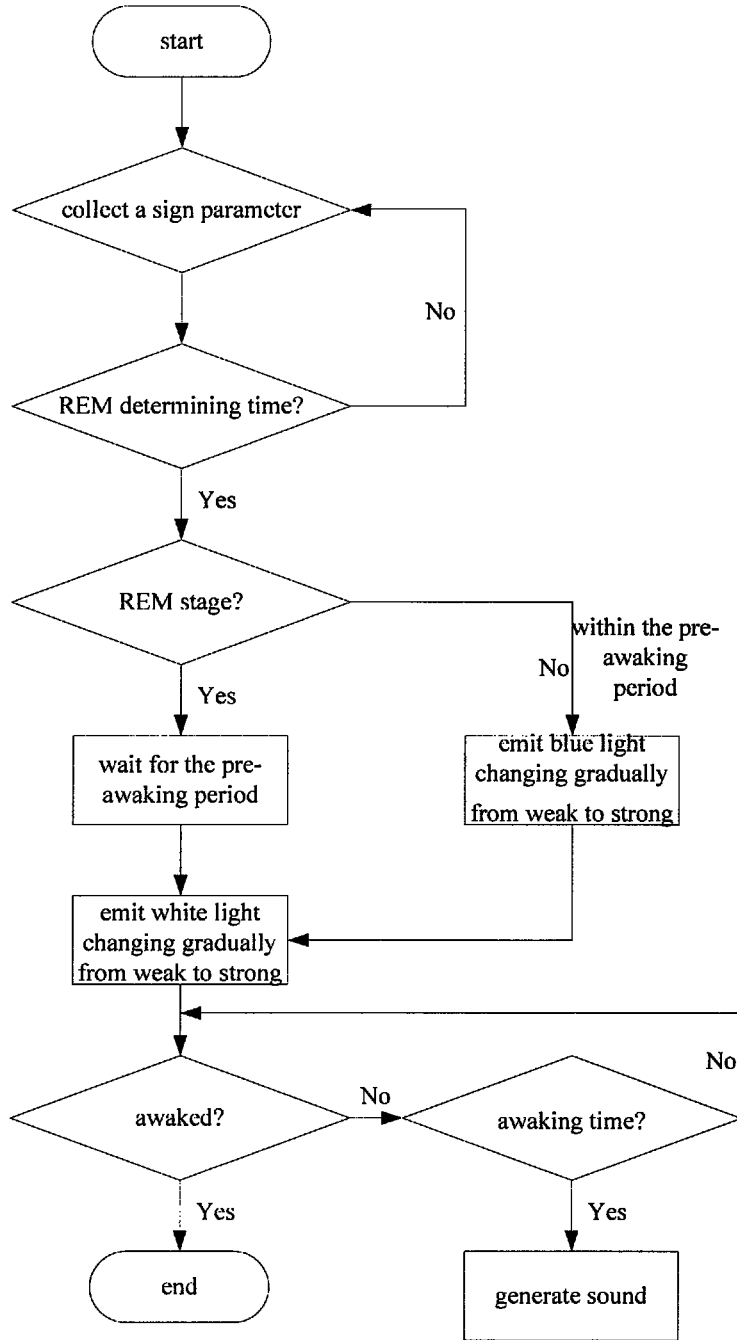 start
collect a sign parameter
No
REM determining time?
Yes
REM stage?
within the pre-
awaking
period
No
Yes
wait for the pre-
awaking period
emit blue light
changing gradually
from weak to strong
emit white light
changing gradually
from weak to strong
No
awaked?
No
awaking time?
Yes
Yes
end
generate sound